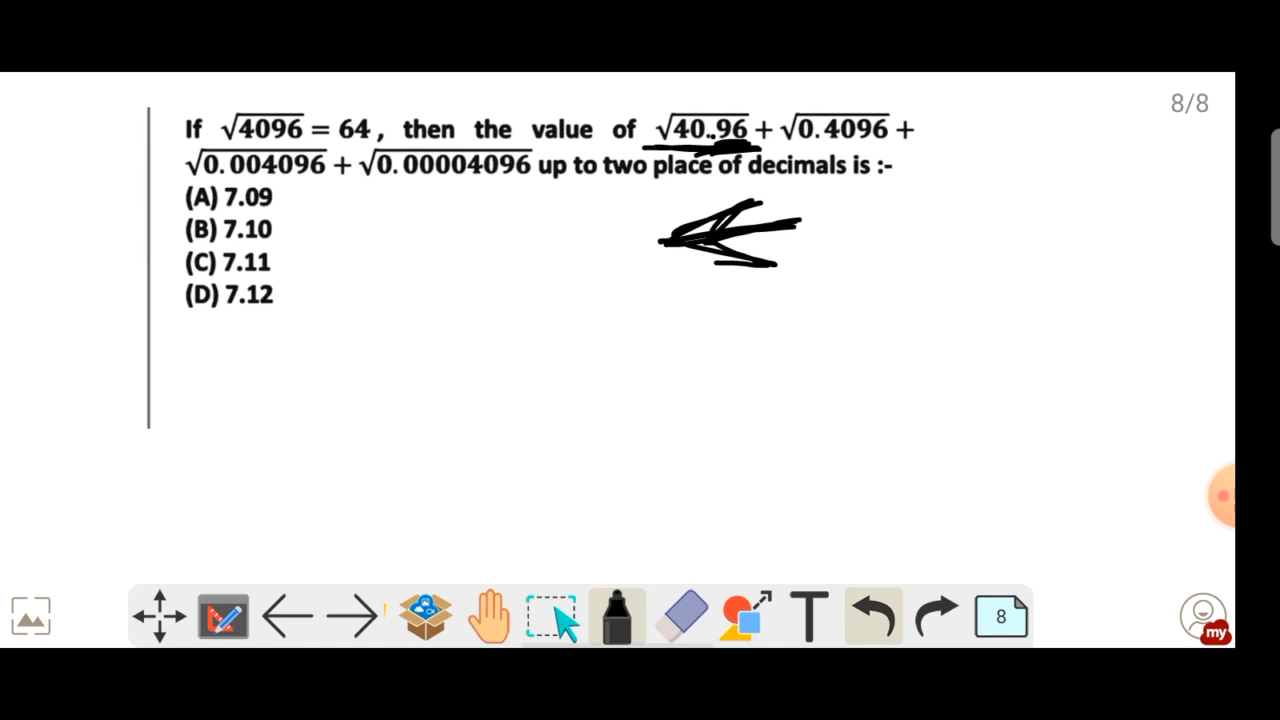 8/8
If √4096 = 64, then the value of √40.96 + √0.4096 +
√0.004096 + √0.00004096 up to two place of decimals is :-
(A) 7.09
(B) 7.10
(C) 7.11
(D) 7.12
T
8
my